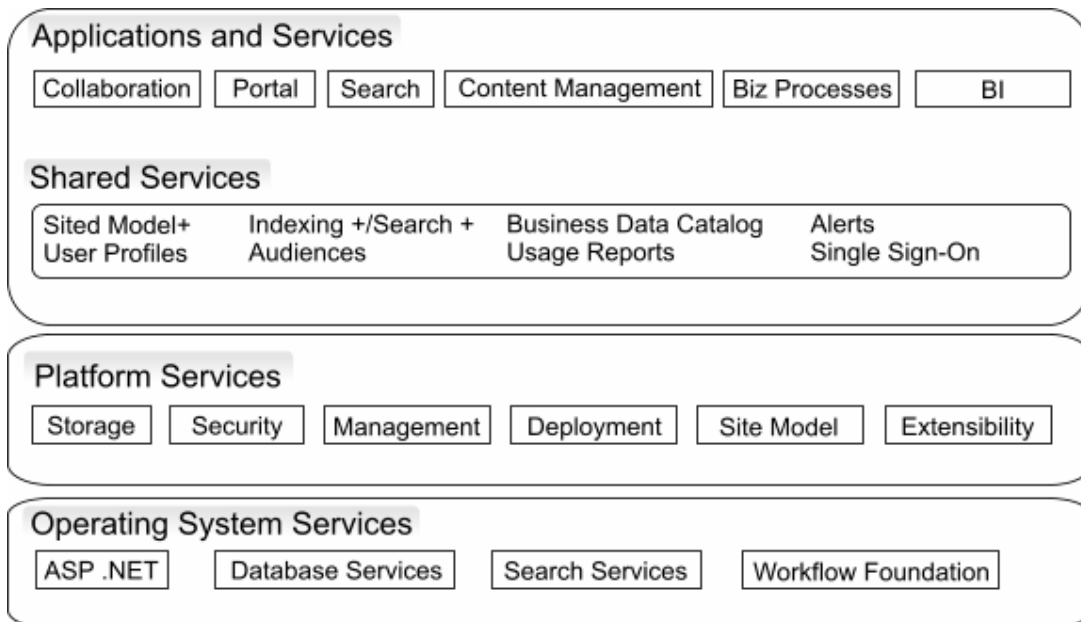 Applications and Services
Collaboration Portal Search Content Management Biz Processes BI
Shared Services
Sited Model+ Indexing +/Search + Business Data Catalog Alerts
User Profiles Audiences Usage Reports Single Sign-On
Platform Services
Storage Security Management Deployment Site Model Extensibility
Operating System Services
ASP .NET Database Services Search Services Workflow Foundation